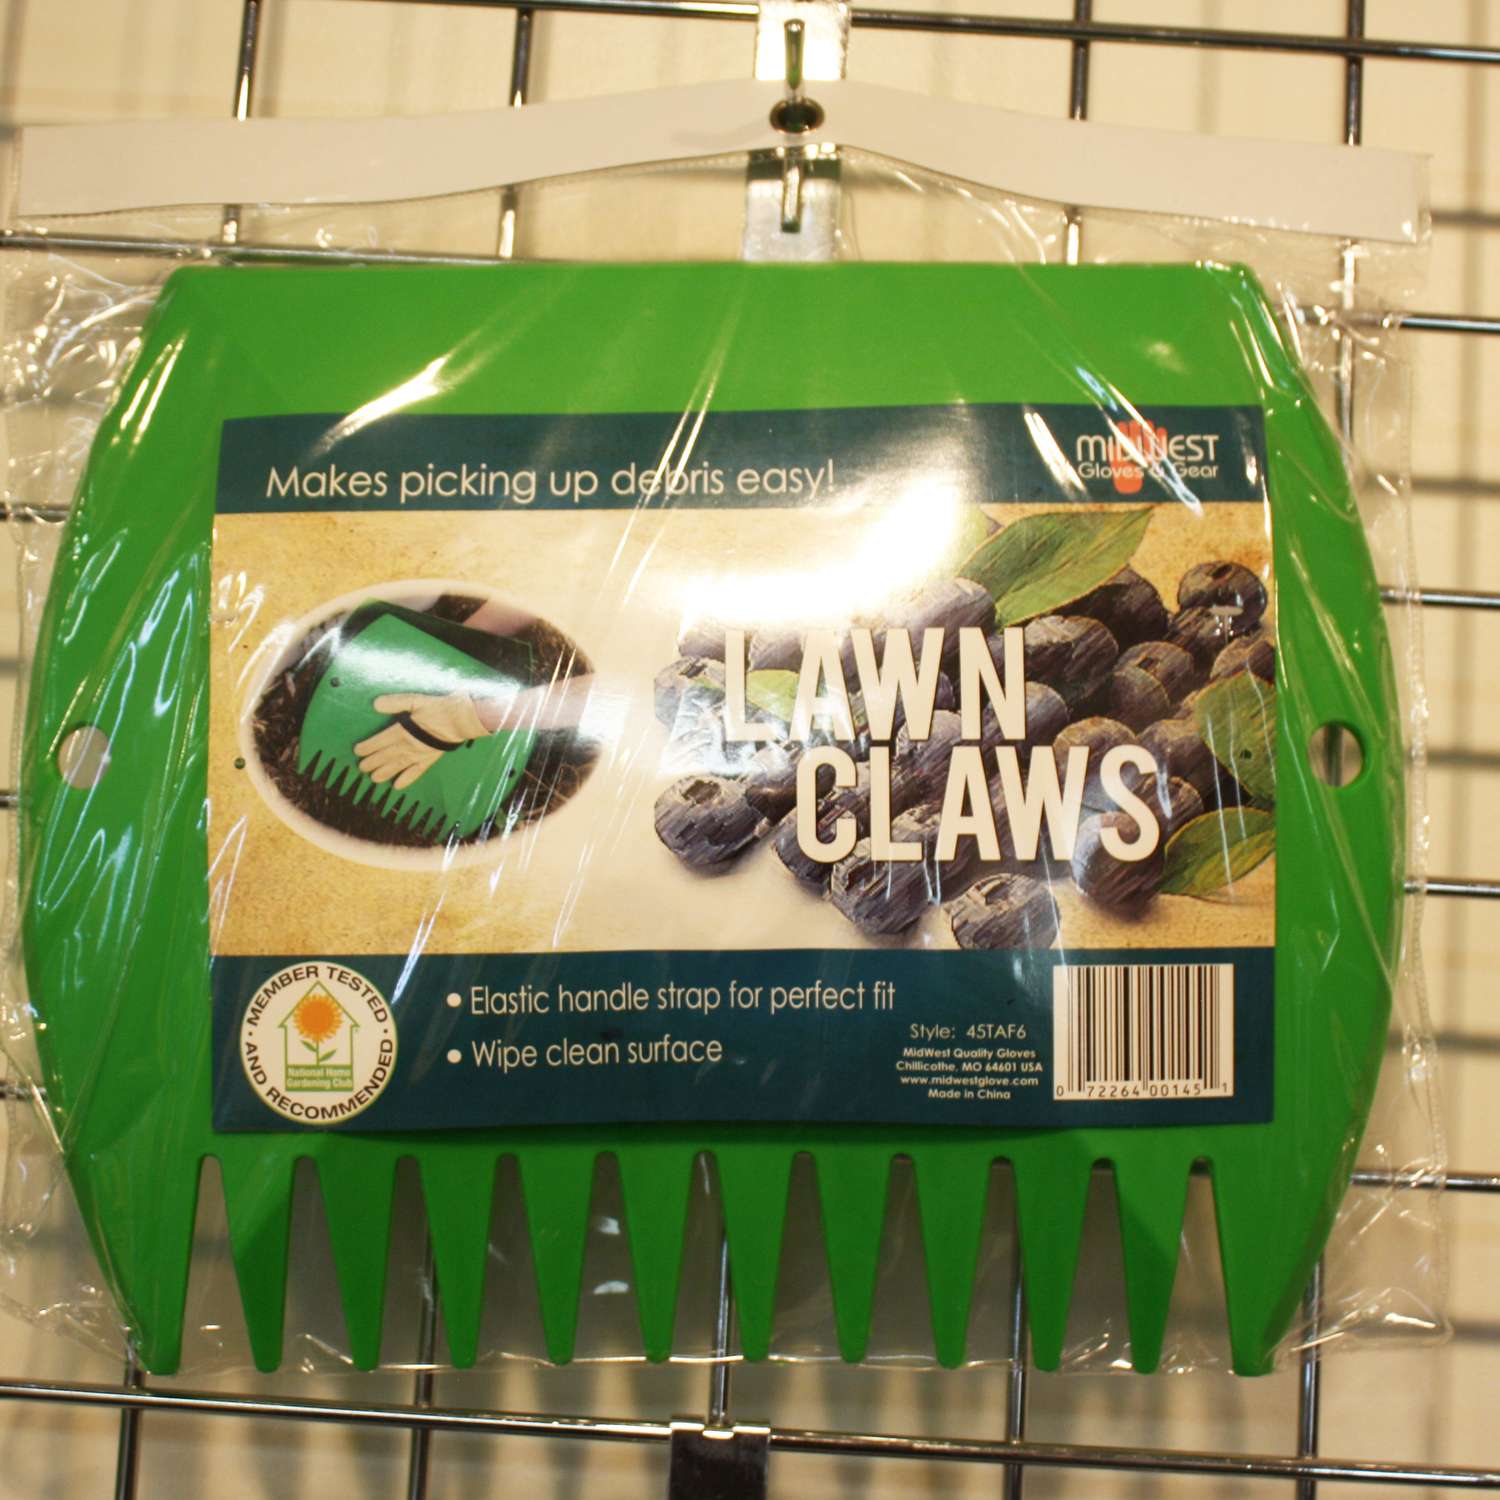 Makes picking up debris easy!
MIDWEST
Gloves & Gear
LAWN
CLAWS
MEMBER TESTED
AND RECOMMENDED
National Home
Gardening Club
• Elastic handle strap for perfect fit
• Wipe clean surface
Style: 45TAF6
MidWest Quality Gloves
Chillicothe, MO 64601 USA
www.midwestglove.com
Made in China
0 72264 00145 1